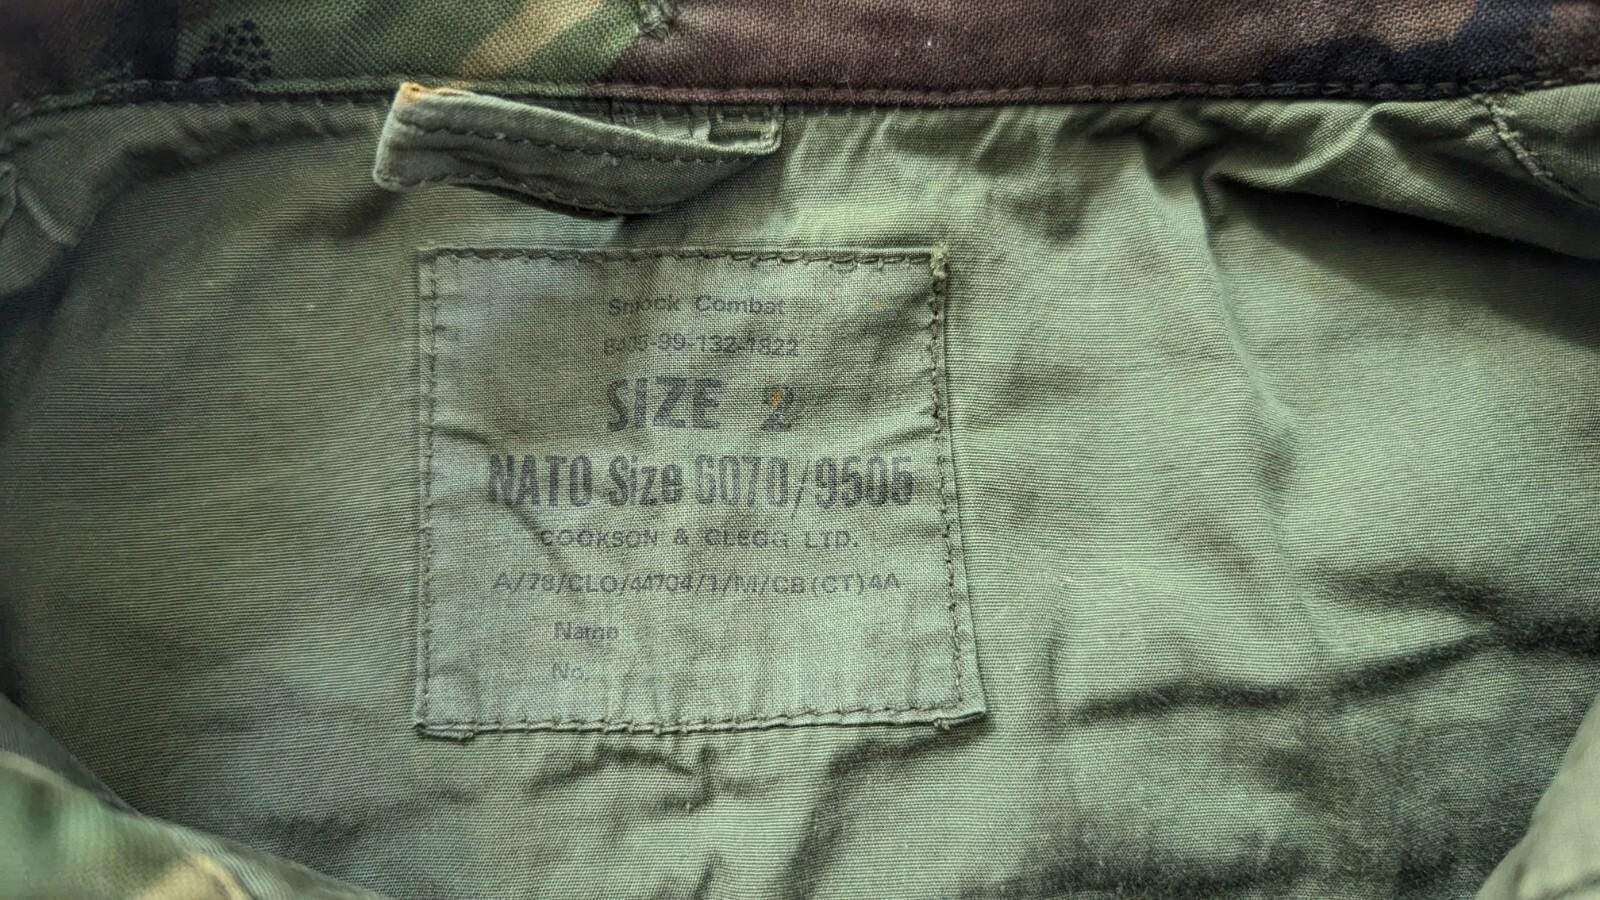 Smock Combat
8405-99-132-1822
SIZE 2
NATO Size 6070/9505
COOKSON & CLEGG LTD.
A/78/CLO/44704/1/M/CB(CT)4A
Name
No.